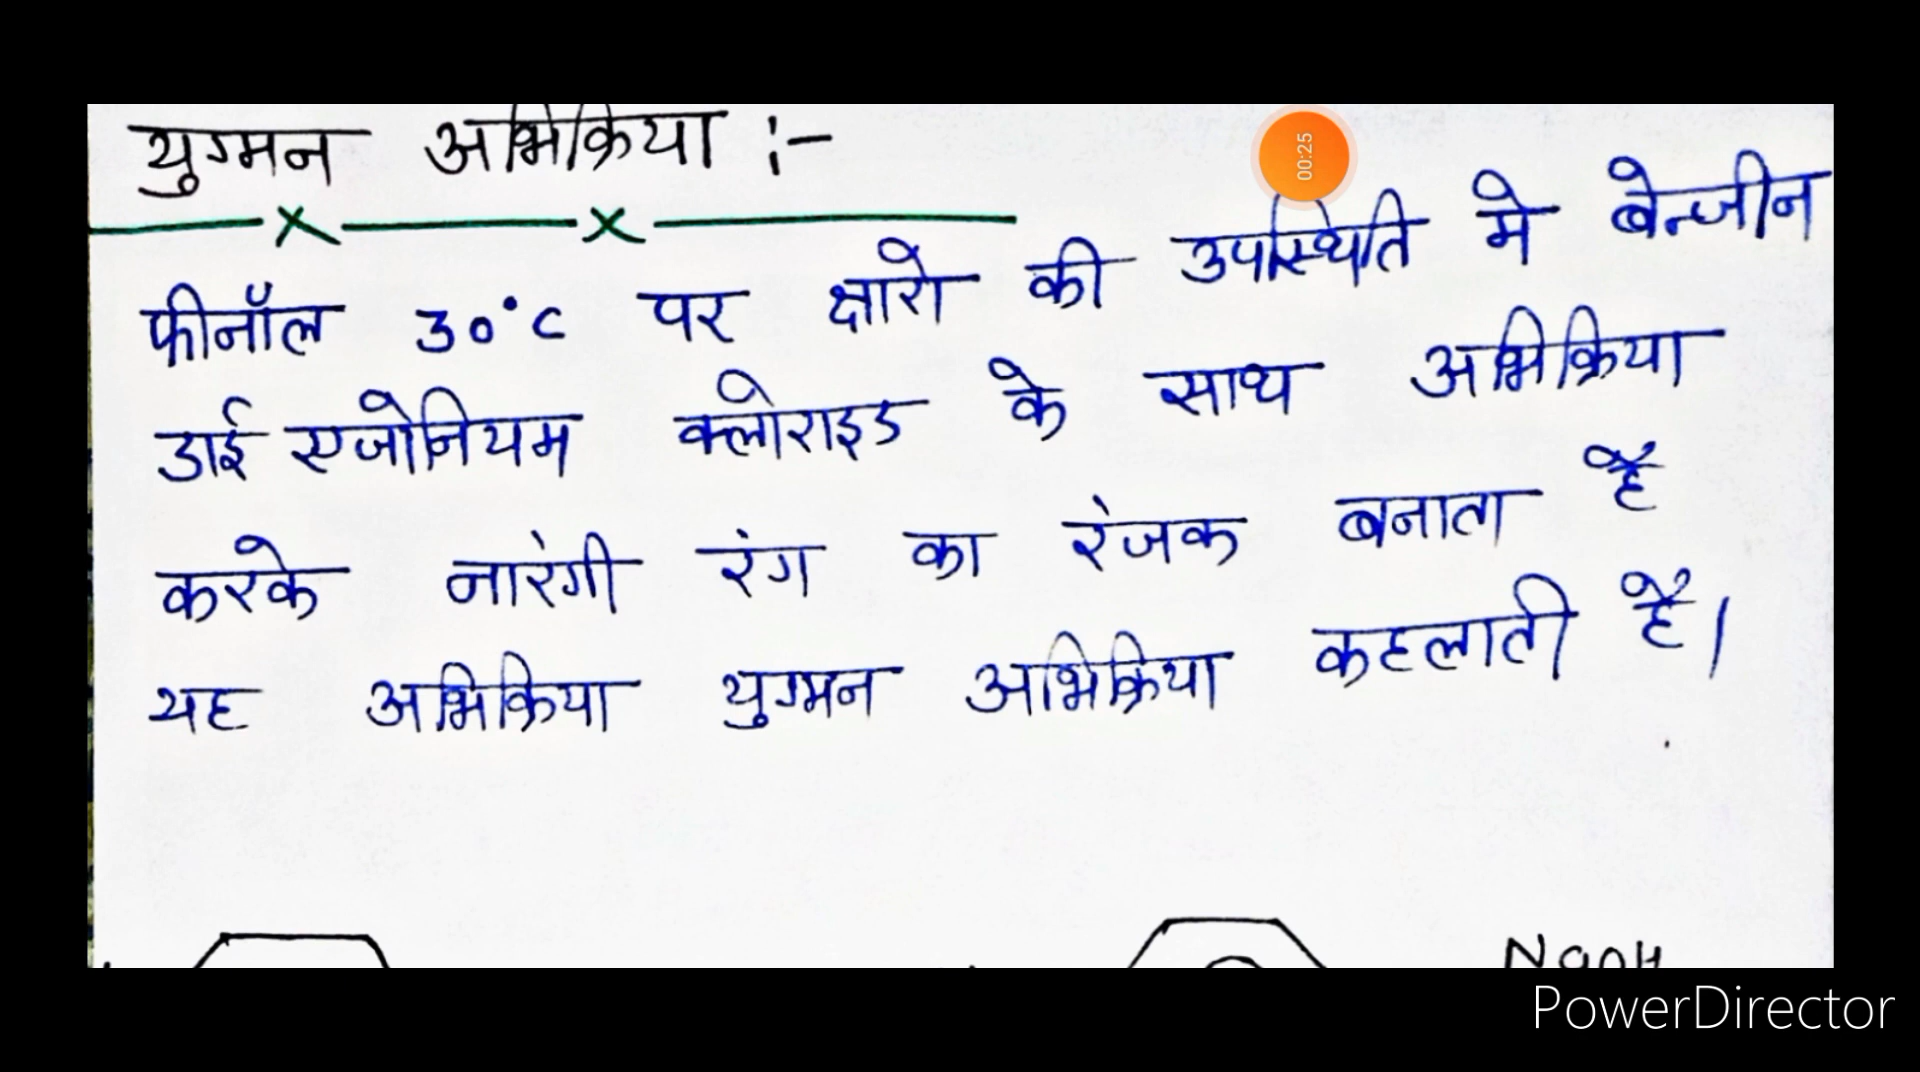 युग्मन अभिक्रिया :-
00:25
फीनॉल 30°C पर क्षारो की उपस्थिति मे बेन्जीन
डाई एजोनियम क्लोराइड के साथ अभिक्रिया
करके नारंगी रंग का रंजक बनाता है
यह अभिक्रिया युग्मन अभिक्रिया कहलाती है।
NaOH
PowerDirector